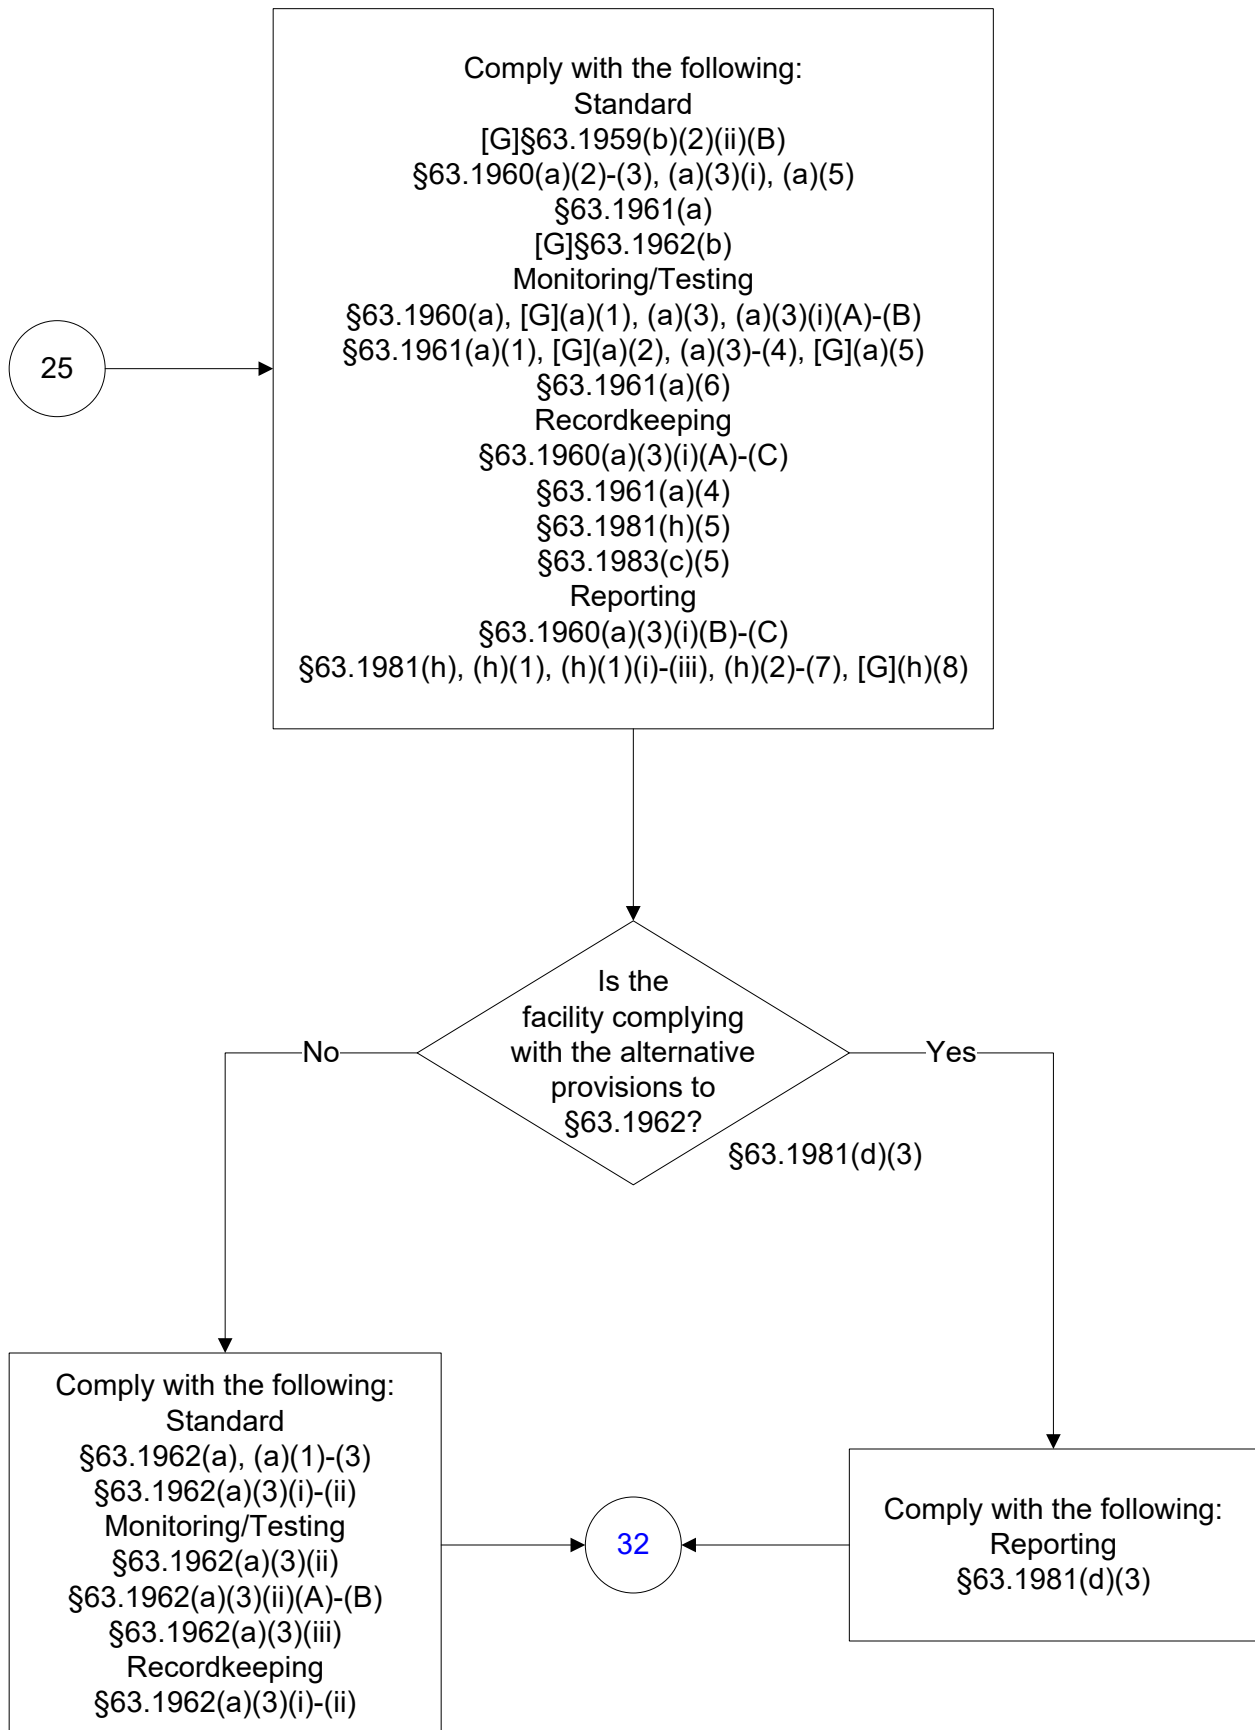 Comply with the following:
Standard
[G]§63.1959(b)(2)(ii)(B)
§63.1960(a)(2)-(3), (a)(3)(i), (a)(5)
§63.1961(a)
[G]§63.1962(b)
Monitoring/Testing
§63.1960(a), [G](a)(1), (a)(3), (a)(3)(i)(A)-(B)
§63.1961(a)(1), [G](a)(2), (a)(3)-(4), [G](a)(5)
§63.1961(a)(6)
Recordkeeping
§63.1960(a)(3)(i)(A)-(C)
§63.1961(a)(4)
§63.1981(h)(5)
§63.1983(c)(5)
Reporting
§63.1960(a)(3)(i)(B)-(C)
§63.1981(h), (h)(1), (h)(1)(i)-(iii), (h)(2)-(7), [G](h)(8)
25
Is the
facility complying
with the alternative
provisions to
§63.1962?
§63.1981(d)(3)
No
Yes
Comply with the following:
Standard
§63.1962(a), (a)(1)-(3)
§63.1962(a)(3)(i)-(ii)
Monitoring/Testing
§63.1962(a)(3)(ii)
§63.1962(a)(3)(ii)(A)-(B)
§63.1962(a)(3)(iii)
Recordkeeping
§63.1962(a)(3)(i)-(ii)
32
Comply with the following:
Reporting
§63.1981(d)(3)